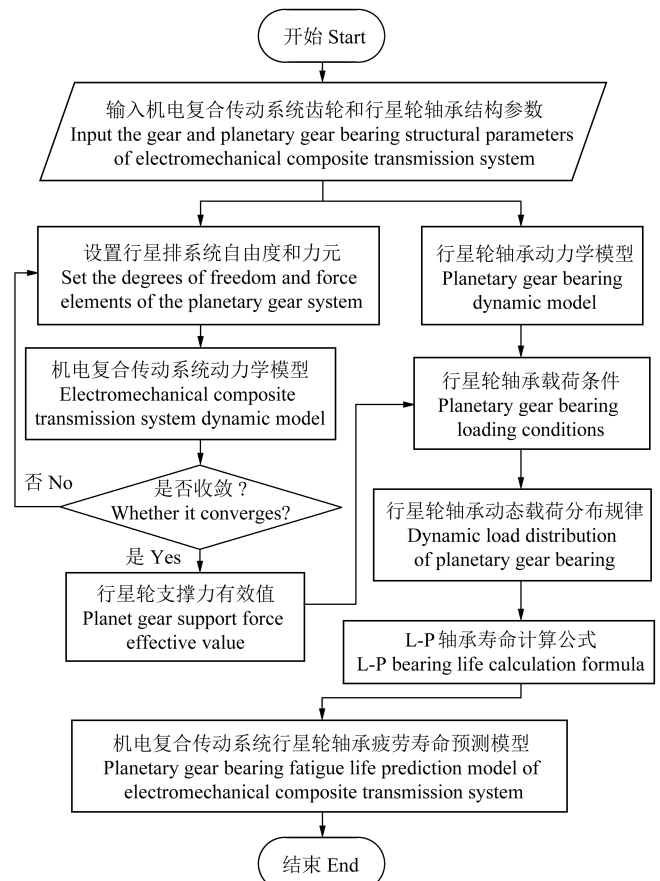 开始 Start
输入机电复合传动系统齿轮和行星轮轴承结构参数
Input the gear and planetary gear bearing structural parameters
of electromechanical composite transmission system
设置行星排系统自由度和力元
Set the degrees of freedom and force
elements of the planetary gear system
行星轮轴承动力学模型
Planetary gear bearing
dynamic model
机电复合传动系统动力学模型
Electromechanical composite
transmission system dynamic model
行星轮轴承载荷条件
Planetary gear bearing
loading conditions
否 No
是否收敛？
Whether it converges?
是 Yes
行星轮轴承动态载荷分布规律
Dynamic load distribution
of planetary gear bearing
行星轮支撑力有效值
Planet gear support force
effective value
L-P 轴承寿命计算公式
L-P bearing life calculation formula
机电复合传动系统行星轮轴承疲劳寿命预测模型
Planetary gear bearing fatigue life prediction model of
electromechanical composite transmission system
结束 End